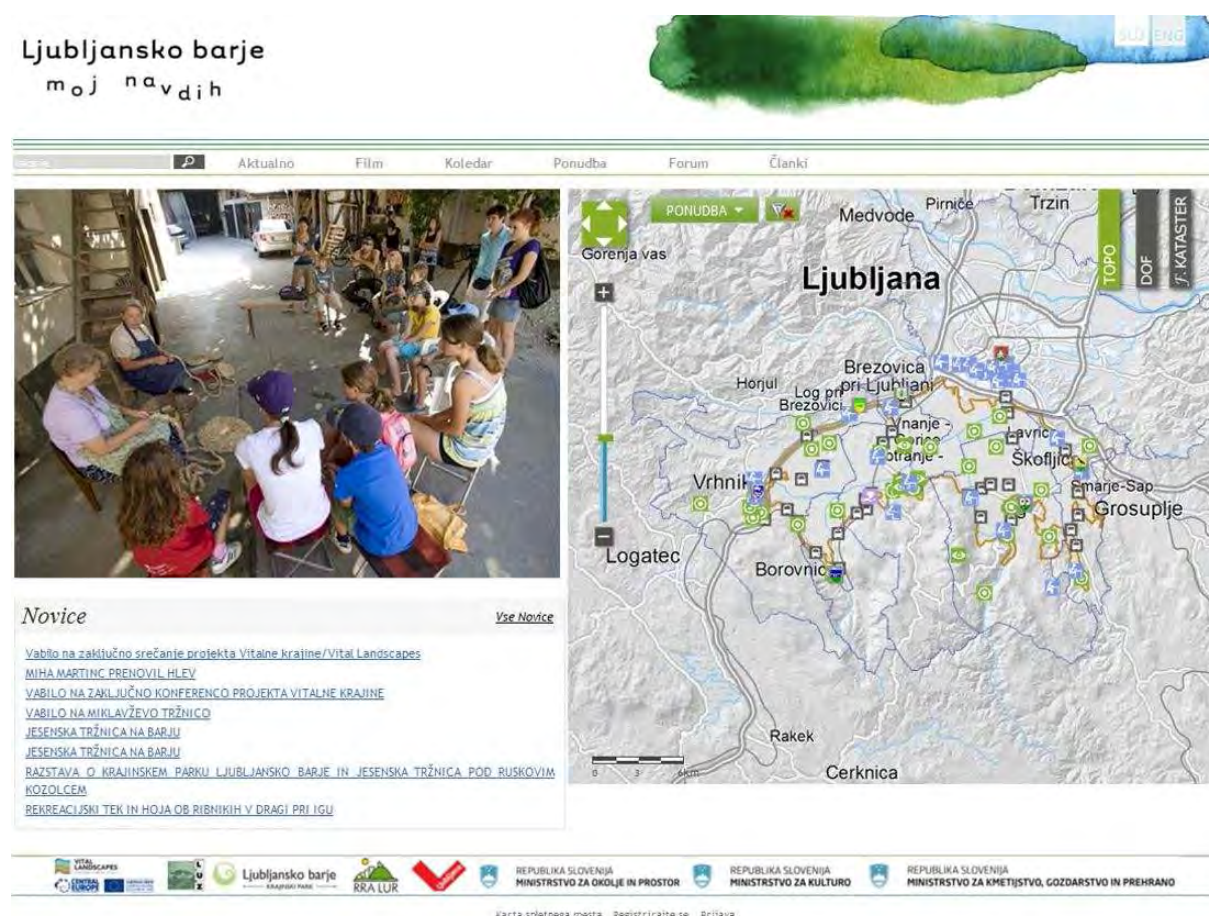 Ljubljansko barje
moj navdih
SLO ENG
Aktualno Film Koledar Ponudba Forum Članki
PONUDBA
TOPO
DOF
F. KATASTER
Medvode
Pirniče
Trzin
Gorenja vas
Ljubljana
Brezovica
pri Ljubljani
Horjul
Log pri
Brezovici
Škofljic
Vrhnik
Šmarje-Sap
Grosuplje
Logatec
Borovnic
Rakek
Cerknica
0 3 6km
Novice
Vse Novice
Vabilo na zaključno srečanje projekta Vitalne krajine/Vital Landscapes
MIHA MARTINC PRENOVIL HLEV
VABILO NA ZAKLJUČNO KONFERENCO PROJEKTA VITALNE KRAJINE
VABILO NA MIKLAVŽEVO TRŽNICO
JESENSKA TRŽNICA NA BARJU
JESENSKA TRŽNICA NA BARJU
RAZSTAVA O KRAJINSKEM PARKU LJUBLJANSKO BARJE IN JESENSKA TRŽNICA POD RUSKOVIM
KOZOLCEM
REKREACIJSKI TEK IN HOJA OB RIBNIKIH V DRAGI PRI IGU
VITAL
LANDSCAPES
CENTRAL
EUROPE
LUZ
Ljubljansko barje
KRAJINSKI PARK
RRA LUR
Ljubljana
REPUBLIKA SLOVENIJA
MINISTRSTVO ZA OKOLJE IN PROSTOR
REPUBLIKA SLOVENIJA
MINISTRSTVO ZA KULTURO
REPUBLIKA SLOVENIJA
MINISTRSTVO ZA KMETIJSTVO, GOZDARSTVO IN PREHRANO
Karta spletnega mesta Registrirajte se Prijava